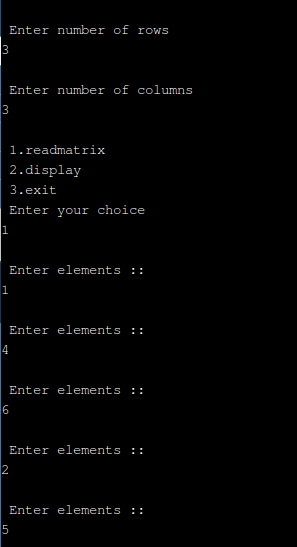 Enter number of rows
3
Enter number of columns
3
1.readmatrix
2.display
3.exit
Enter your choice
1
Enter elements ::
1
Enter elements ::
4
Enter elements ::
6
Enter elements ::
2
Enter elements ::
5